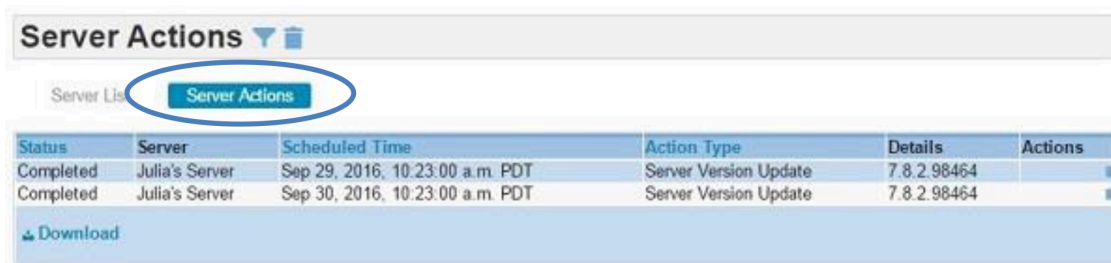 Server Actions
Server Lis Server Actions
Status Server Scheduled Time Action Type Details Actions
Completed Julia's Server Sep 29, 2016, 10:23:00 a.m. PDT Server Version Update 7.8.2.98464
Completed Julia's Server Sep 30, 2016, 10:23:00 a.m. PDT Server Version Update 7.8.2.98464
Download